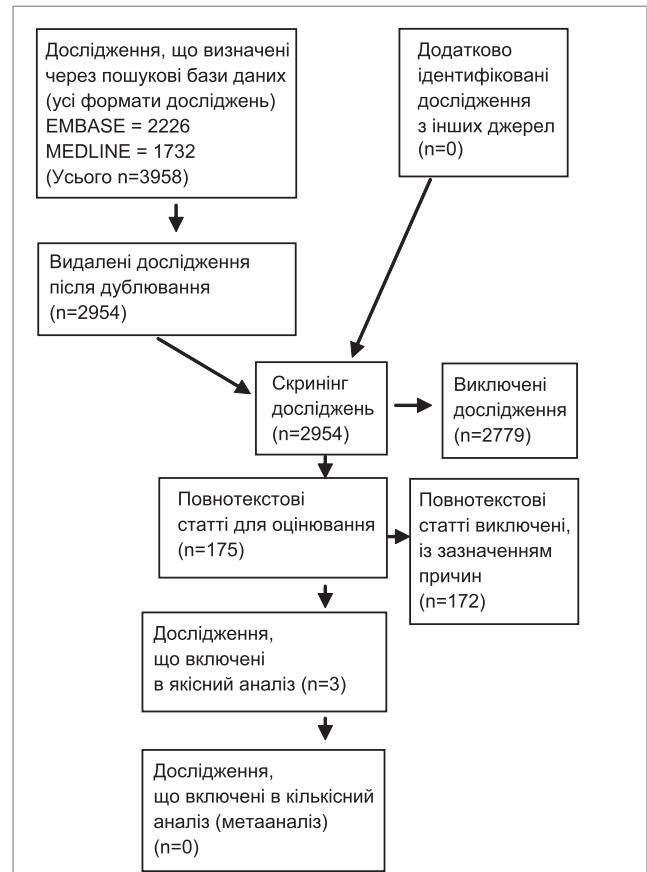 Дослідження, що визначені
через пошукові бази даних
(усі формати досліджень)
EMBASE = 2226
MEDLINE = 1732
(Усього n=3958)
Додатково
ідентифіковані
дослідження
з інших джерел
(n=0)
Видалені дослідження
після дублювання
(n=2954)
Скринінг
досліджень
(n=2954)
Виключені
дослідження
(n=2779)
Повнотекстові
статті для оцінювання
(n=175)
Повнотекстові
статті виключені,
із зазначенням
причин
(n=172)
Дослідження,
що включені
в якісний аналіз (n=3)
Дослідження,
що включені в кількісний
аналіз (метааналіз)
(n=0)